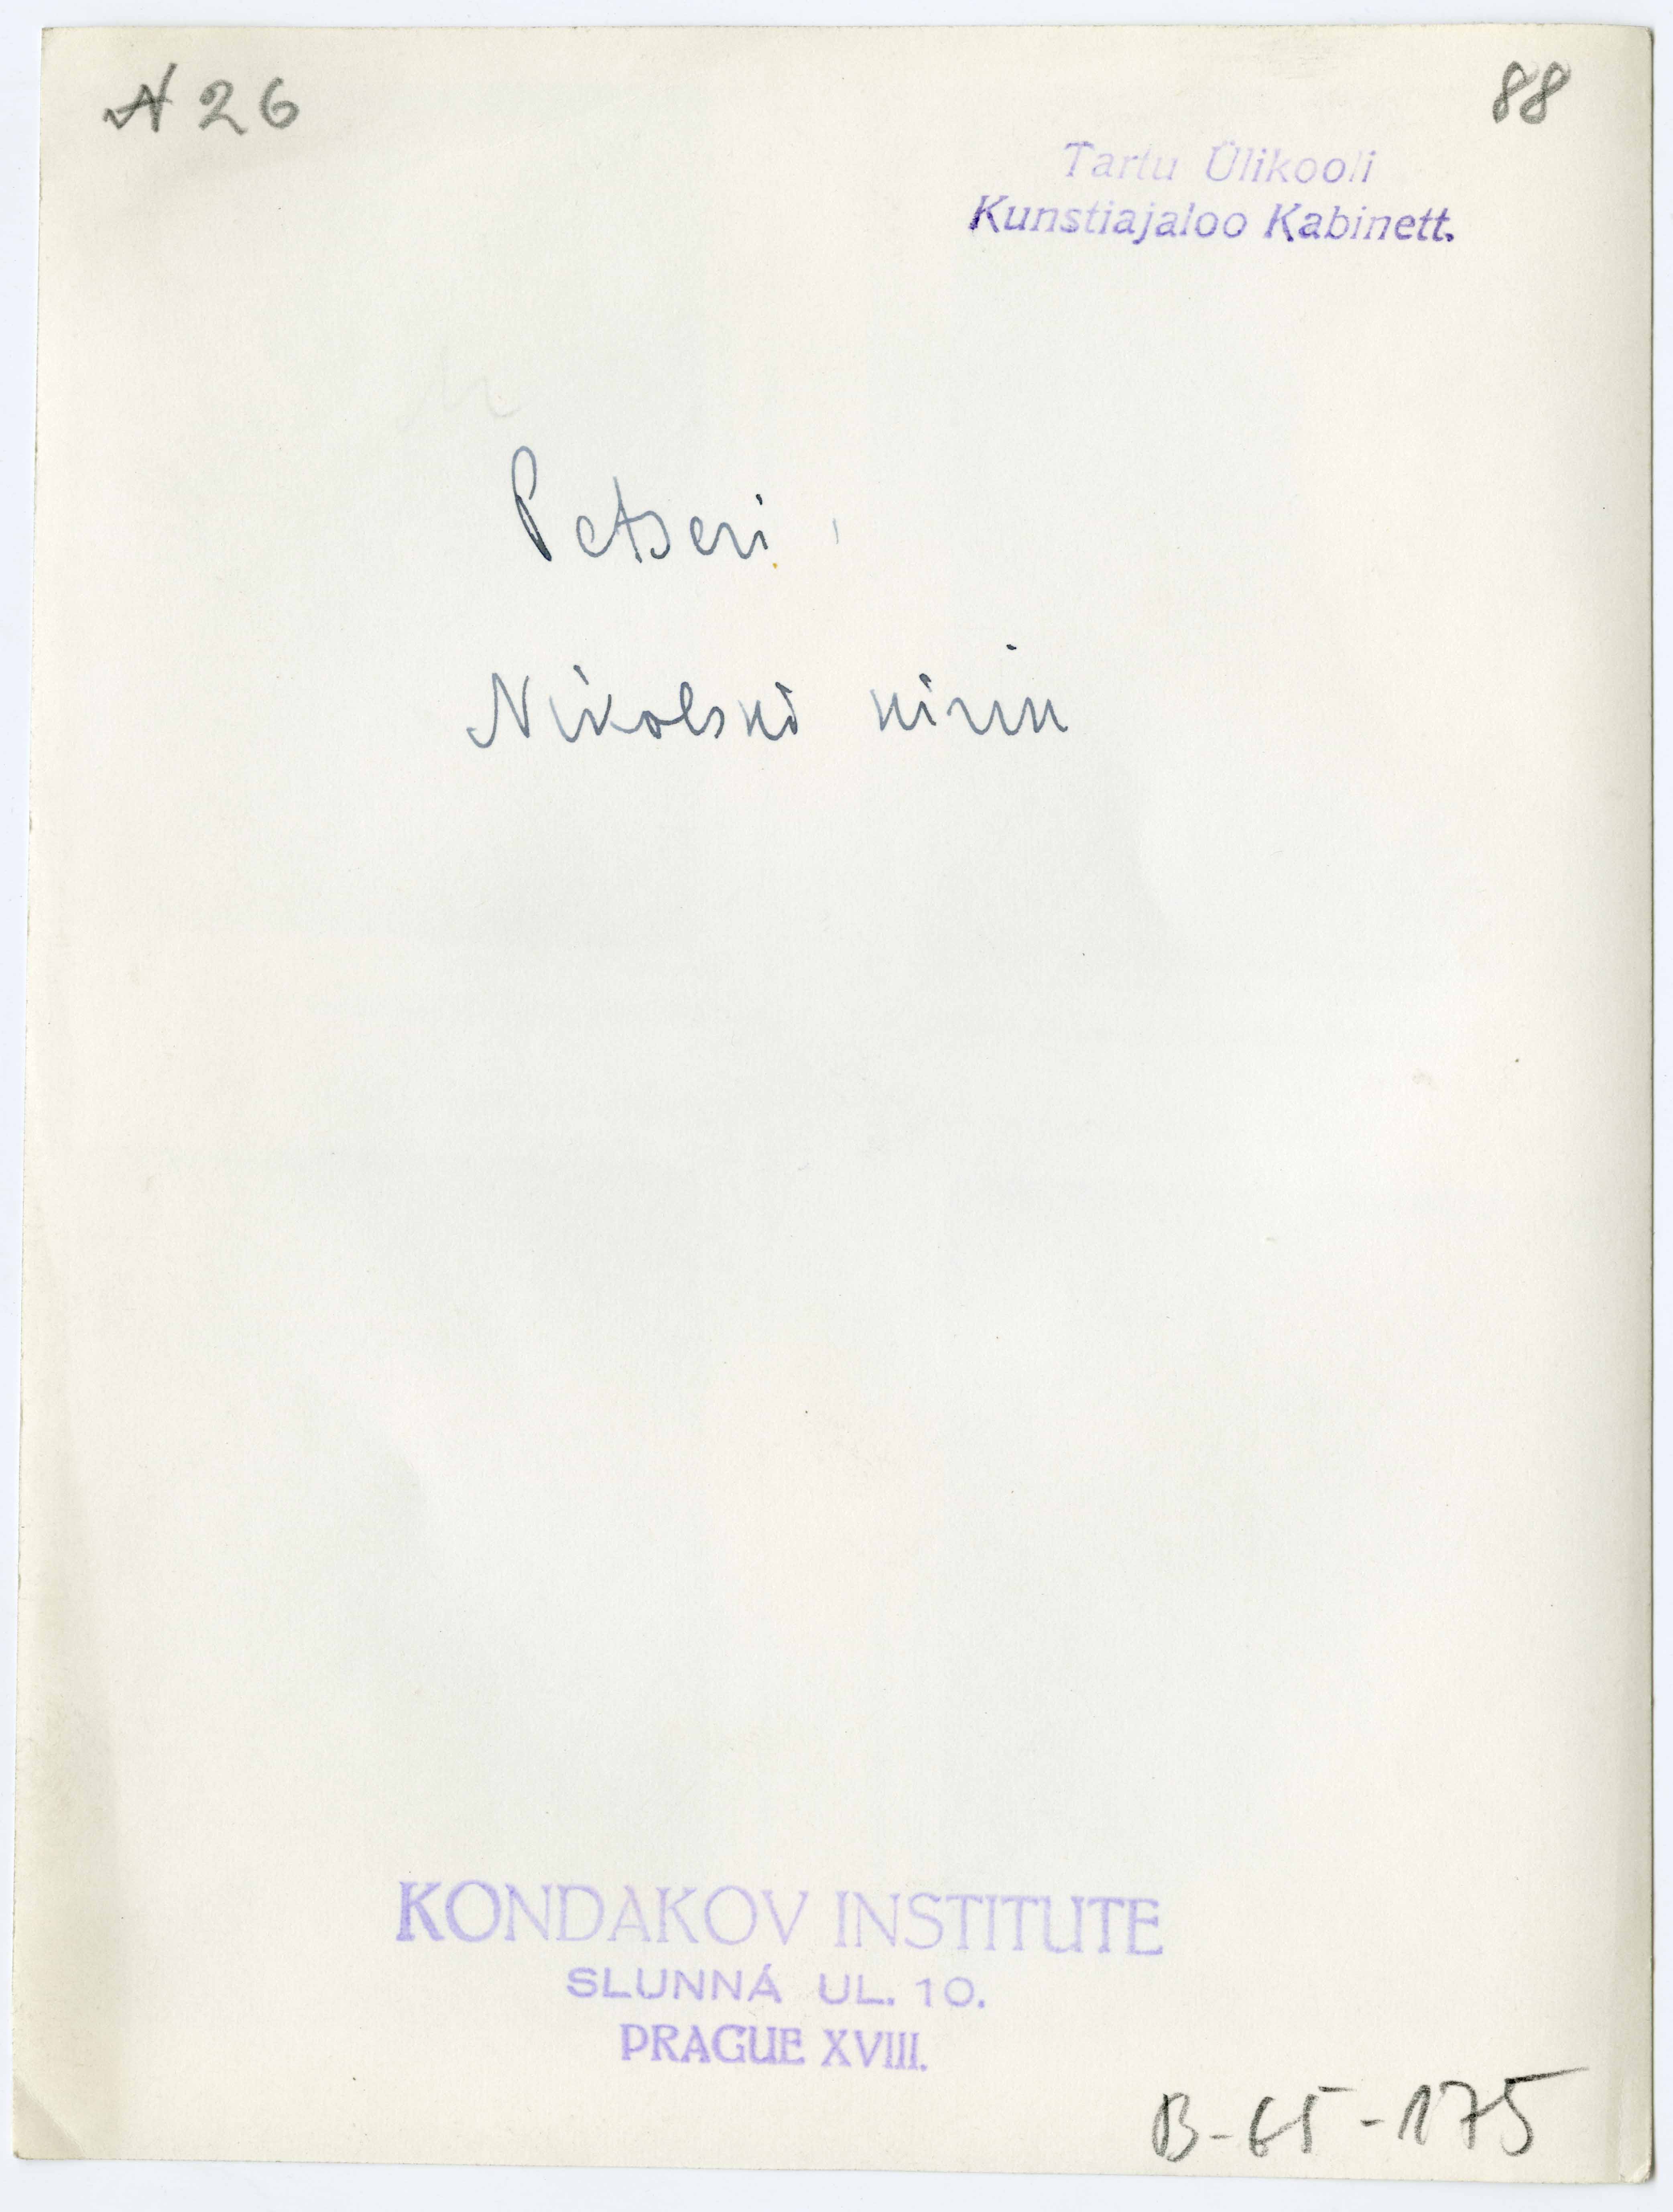 N 26
88
Tartu Ülikooli
Kunstiajaloo Kabinett.
Petseri,
Nikolski kirik
KONDAKOV INSTITUTE
SLUNNÁ UL. 10.
PRAGUE XVIII.
B-65-175